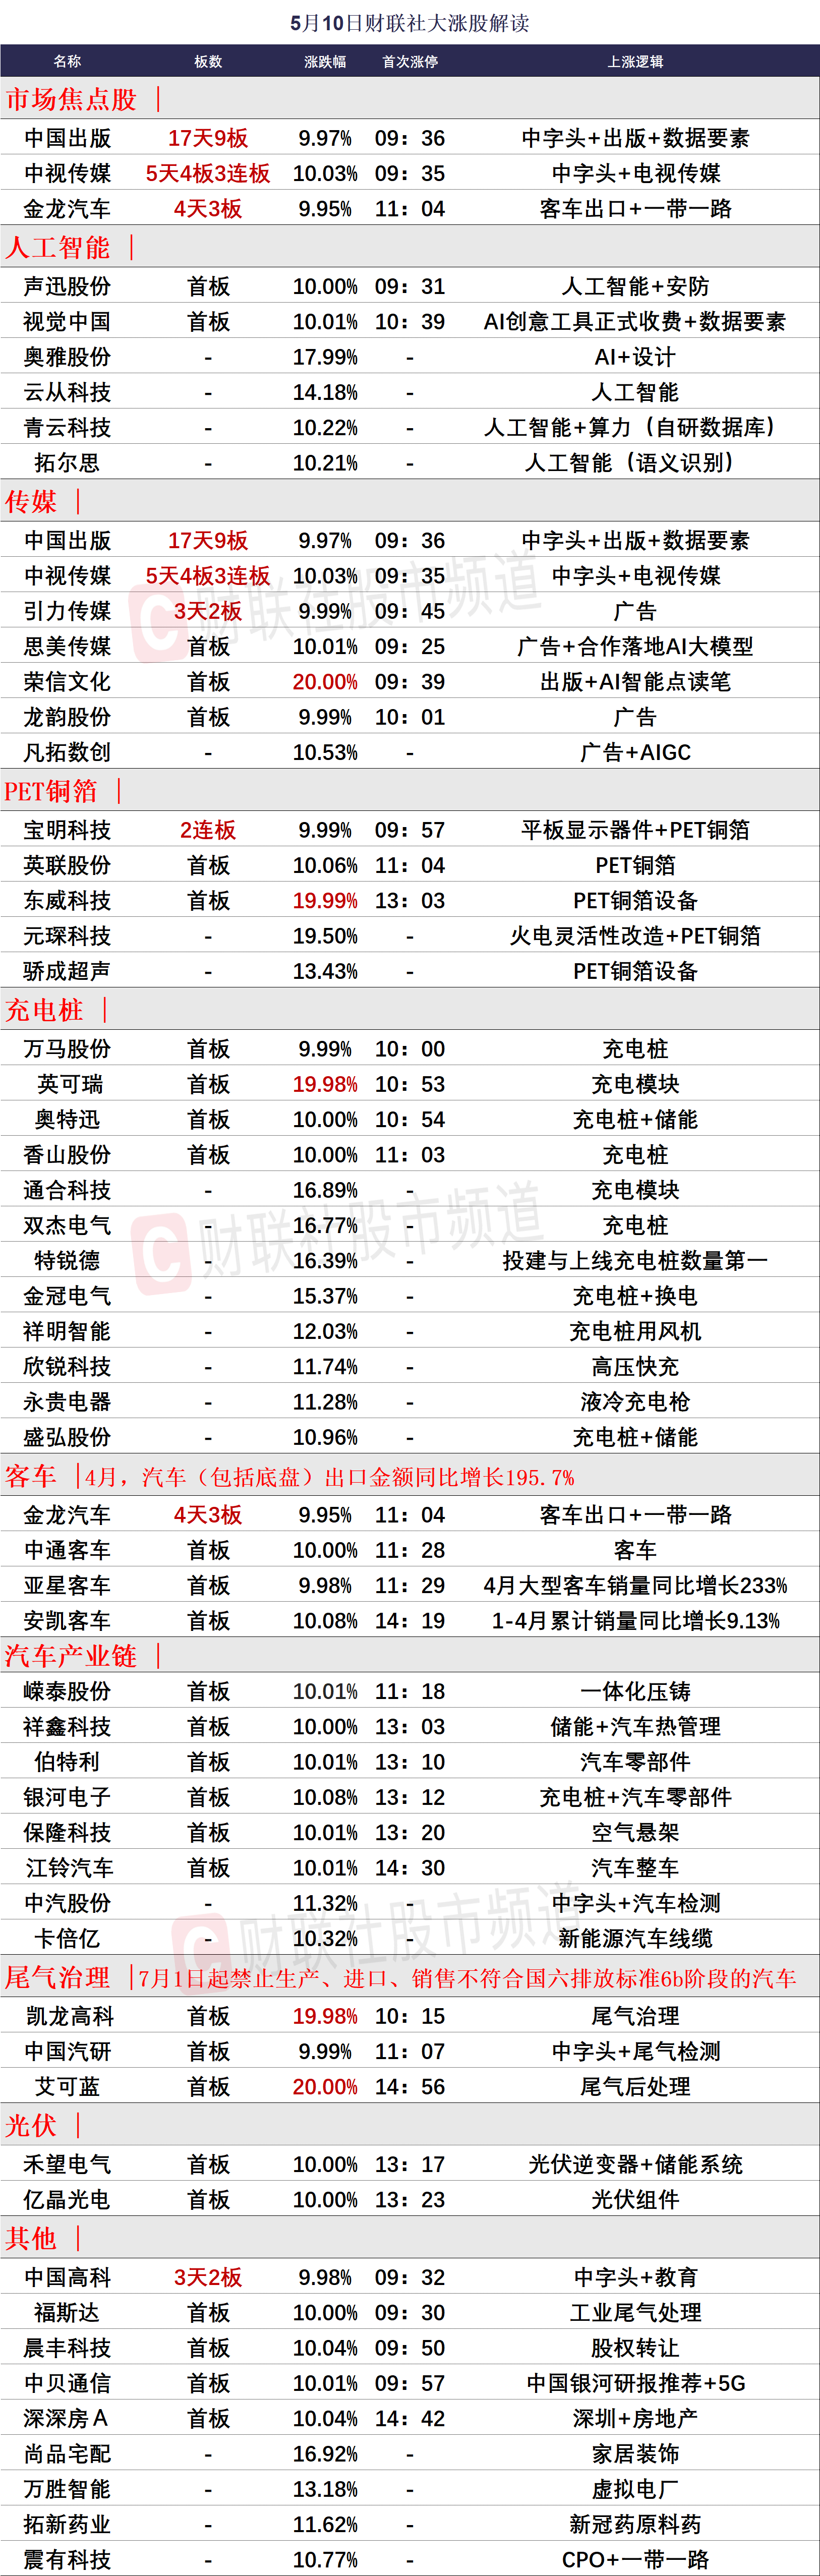 5月10日财联社大涨股解读
名称 板数 涨跌幅 首次涨停 上涨逻辑
市场焦点股 |
中国出版 17天9板 9.97% 09：36 中字头+出版+数据要素
中视传媒 5天4板3连板 10.03% 09：35 中字头+电视传媒
金龙汽车 4天3板 9.95% 11：04 客车出口+一带一路
人工智能 |
声迅股份 首板 10.00% 09：31 人工智能+安防
视觉中国 首板 10.01% 10：39 AI创意工具正式收费+数据要素
奥雅股份 - 17.99% - AI+设计
云从科技 - 14.18% - 人工智能
青云科技 - 10.22% - 人工智能+算力（自研数据库）
拓尔思 - 10.21% - 人工智能（语义识别）
传媒 |
中国出版 17天9板 9.97% 09：36 中字头+出版+数据要素
中视传媒 5天4板3连板 10.03% 09：35 中字头+电视传媒
引力传媒 3天2板 9.99% 09：45 广告
思美传媒 首板 10.01% 09：25 广告+合作落地AI大模型
荣信文化 首板 20.00% 09：39 出版+AI智能点读笔
龙韵股份 首板 9.99% 10：01 广告
凡拓数创 - 10.53% - 广告+AIGC
PET铜箔 |
宝明科技 2连板 9.99% 09：57 平板显示器件+PET铜箔
英联股份 首板 10.06% 11：04 PET铜箔
东威科技 首板 19.99% 13：03 PET铜箔设备
元琛科技 - 19.50% - 火电灵活性改造+PET铜箔
骄成超声 - 13.43% - PET铜箔设备
充电桩 |
万马股份 首板 9.99% 10：00 充电桩
英可瑞 首板 19.98% 10：53 充电模块
奥特迅 首板 10.00% 10：54 充电桩+储能
香山股份 首板 10.00% 11：03 充电桩
通合科技 - 16.89% - 充电模块
双杰电气 - 16.77% - 充电桩
特锐德 - 16.39% - 投建与上线充电桩数量第一
金冠电气 - 15.37% - 充电桩+换电
祥明智能 - 12.03% - 充电桩用风机
欣锐科技 - 11.74% - 高压快充
永贵电器 - 11.28% - 液冷充电枪
盛弘股份 - 10.96% - 充电桩+储能
客车 |4月，汽车（包括底盘）出口金额同比增长195.7%
金龙汽车 4天3板 9.95% 11：04 客车出口+一带一路
中通客车 首板 10.00% 11：28 客车
亚星客车 首板 9.98% 11：29 4月大型客车销量同比增长233%
安凯客车 首板 10.08% 14：19 1-4月累计销量同比增长9.13%
汽车产业链 |
嵘泰股份 首板 10.01% 11：18 一体化压铸
祥鑫科技 首板 10.00% 13：03 储能+汽车热管理
伯特利 首板 10.01% 13：10 汽车零部件
银河电子 首板 10.08% 13：12 充电桩+汽车零部件
保隆科技 首板 10.01% 13：20 空气悬架
江铃汽车 首板 10.01% 14：30 汽车整车
中汽股份 - 11.32% - 中字头+汽车检测
卡倍亿 - 10.32% - 新能源汽车线缆
尾气治理 |7月1日起禁止生产、进口、销售不符合国六排放标准6b阶段的汽车
凯龙高科 首板 19.98% 10：15 尾气治理
中国汽研 首板 9.99% 11：07 中字头+尾气检测
艾可蓝 首板 20.00% 14：56 尾气后处理
光伏 |
禾望电气 首板 10.00% 13：17 光伏逆变器+储能系统
亿晶光电 首板 10.00% 13：23 光伏组件
其他 |
中国高科 3天2板 9.98% 09：32 中字头+教育
福斯达 首板 10.00% 09：30 工业尾气处理
晨丰科技 首板 10.04% 09：50 股权转让
中贝通信 首板 10.01% 09：57 中国银河研报推荐+5G
深深房Ａ 首板 10.04% 14：42 深圳+房地产
尚品宅配 - 16.92% - 家居装饰
万胜智能 - 13.18% - 虚拟电厂
拓新药业 - 11.62% - 新冠药原料药
震有科技 - 10.77% - CPO+一带一路
C 财联社股市频道
C 财联社股市频道
C 财联社股市频道